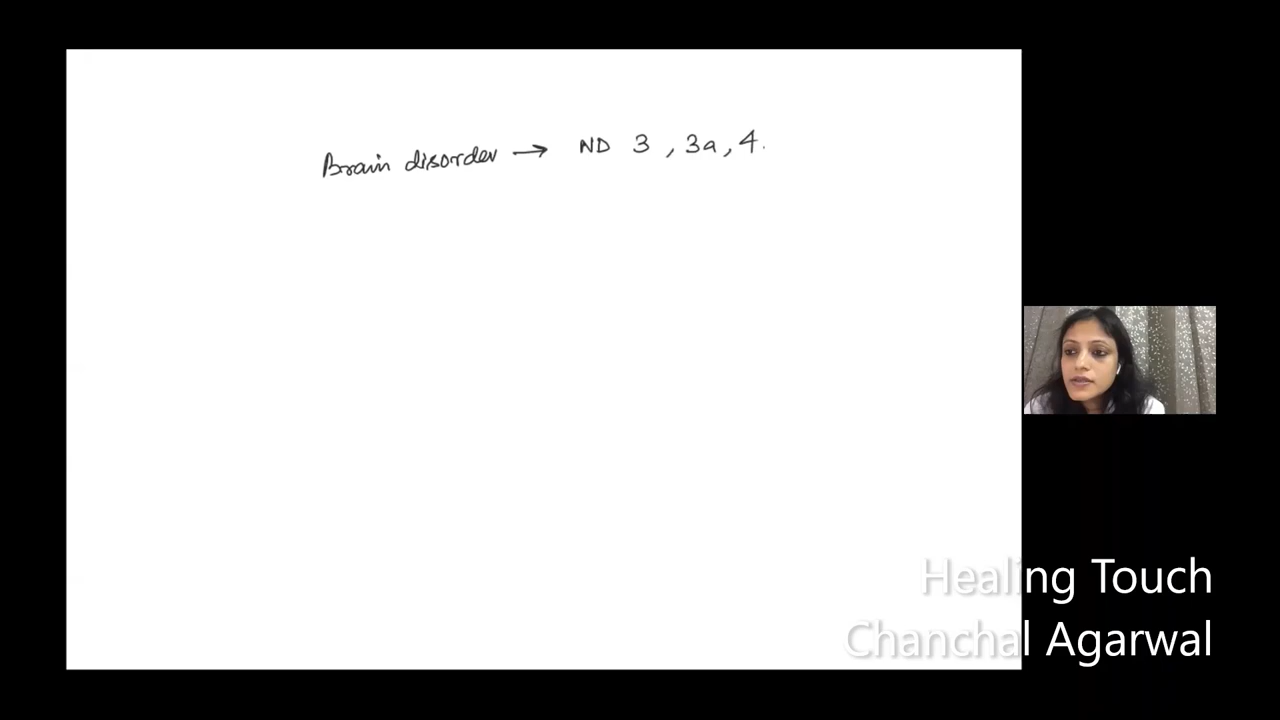 Brain disorder → ND 3, 3a, 4.
Healing Touch
Chanchal Agarwal